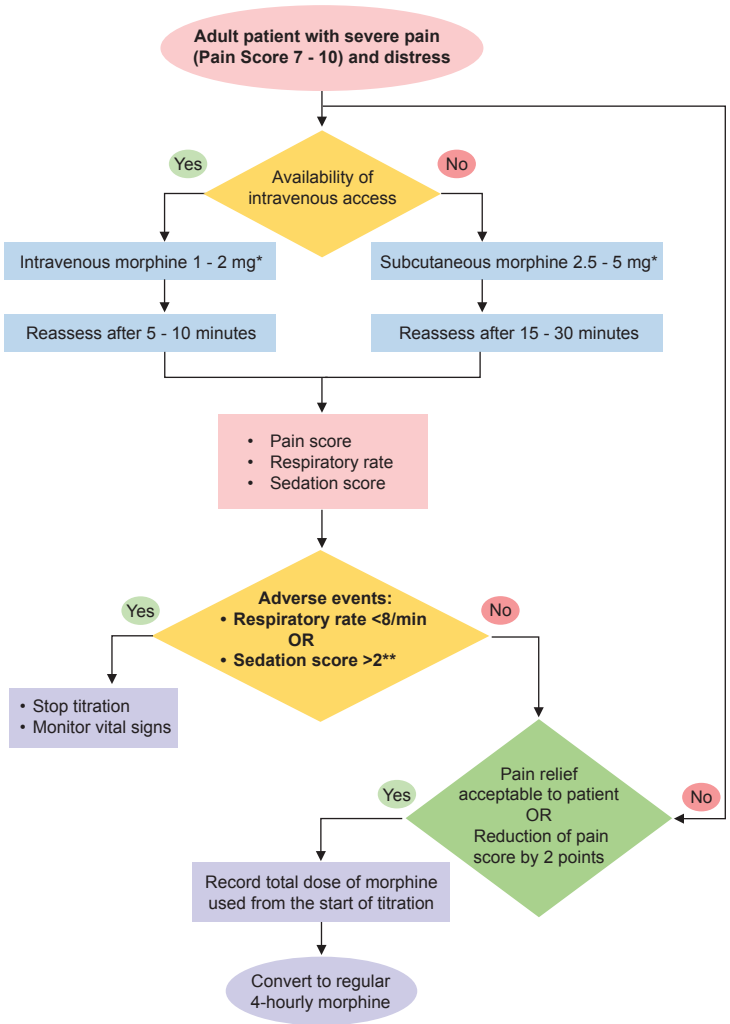 Adult patient with severe pain
(Pain Score 7 - 10) and distress
Yes
No
Availability of
intravenous access
Intravenous morphine 1 - 2 mg*
Subcutaneous morphine 2.5 - 5 mg*
Reassess after 5 - 10 minutes
Reassess after 15 - 30 minutes
• Pain score
• Respiratory rate
• Sedation score
Yes
No
Adverse events:
• Respiratory rate <8/min
OR
• Sedation score >2**
• Stop titration
• Monitor vital signs
Yes
No
Pain relief
acceptable to patient
OR
Reduction of pain
score by 2 points
Record total dose of morphine
used from the start of titration
Convert to regular
4-hourly morphine